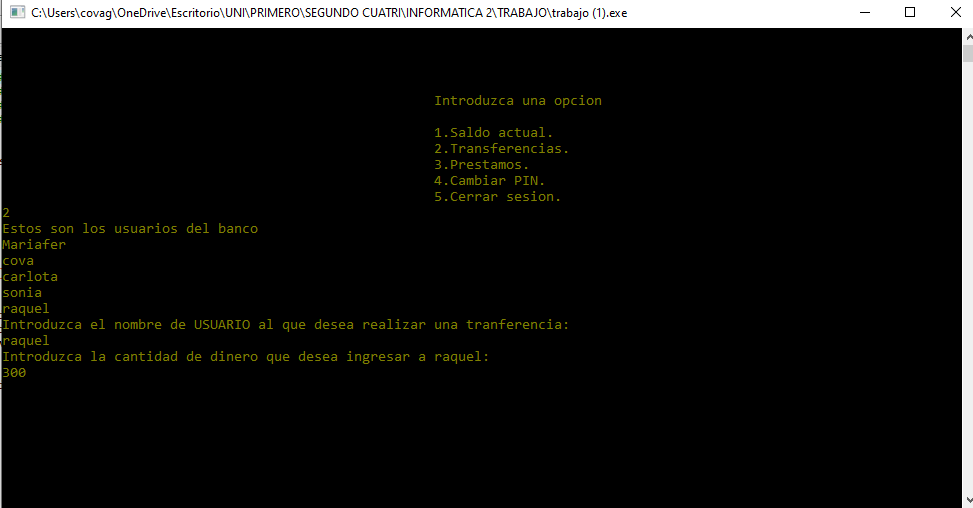 C:\Users\covag\OneDrive\Escritorio\UNI\PRIMERO\SEGUNDO CUATRI\INFORMATICA 2\TRABAJO\trabajo (1).exe
Introduzca una opcion
1.Saldo actual.
2.Transferencias.
3.Prestamos.
4.Cambiar PIN.
5.Cerrar sesion.
2
Estos son los usuarios del banco
Mariafer
cova
carlota
sonia
raquel
Introduzca el nombre de USUARIO al que desea realizar una tranferencia:
raquel
Introduzca la cantidad de dinero que desea ingresar a raquel:
300